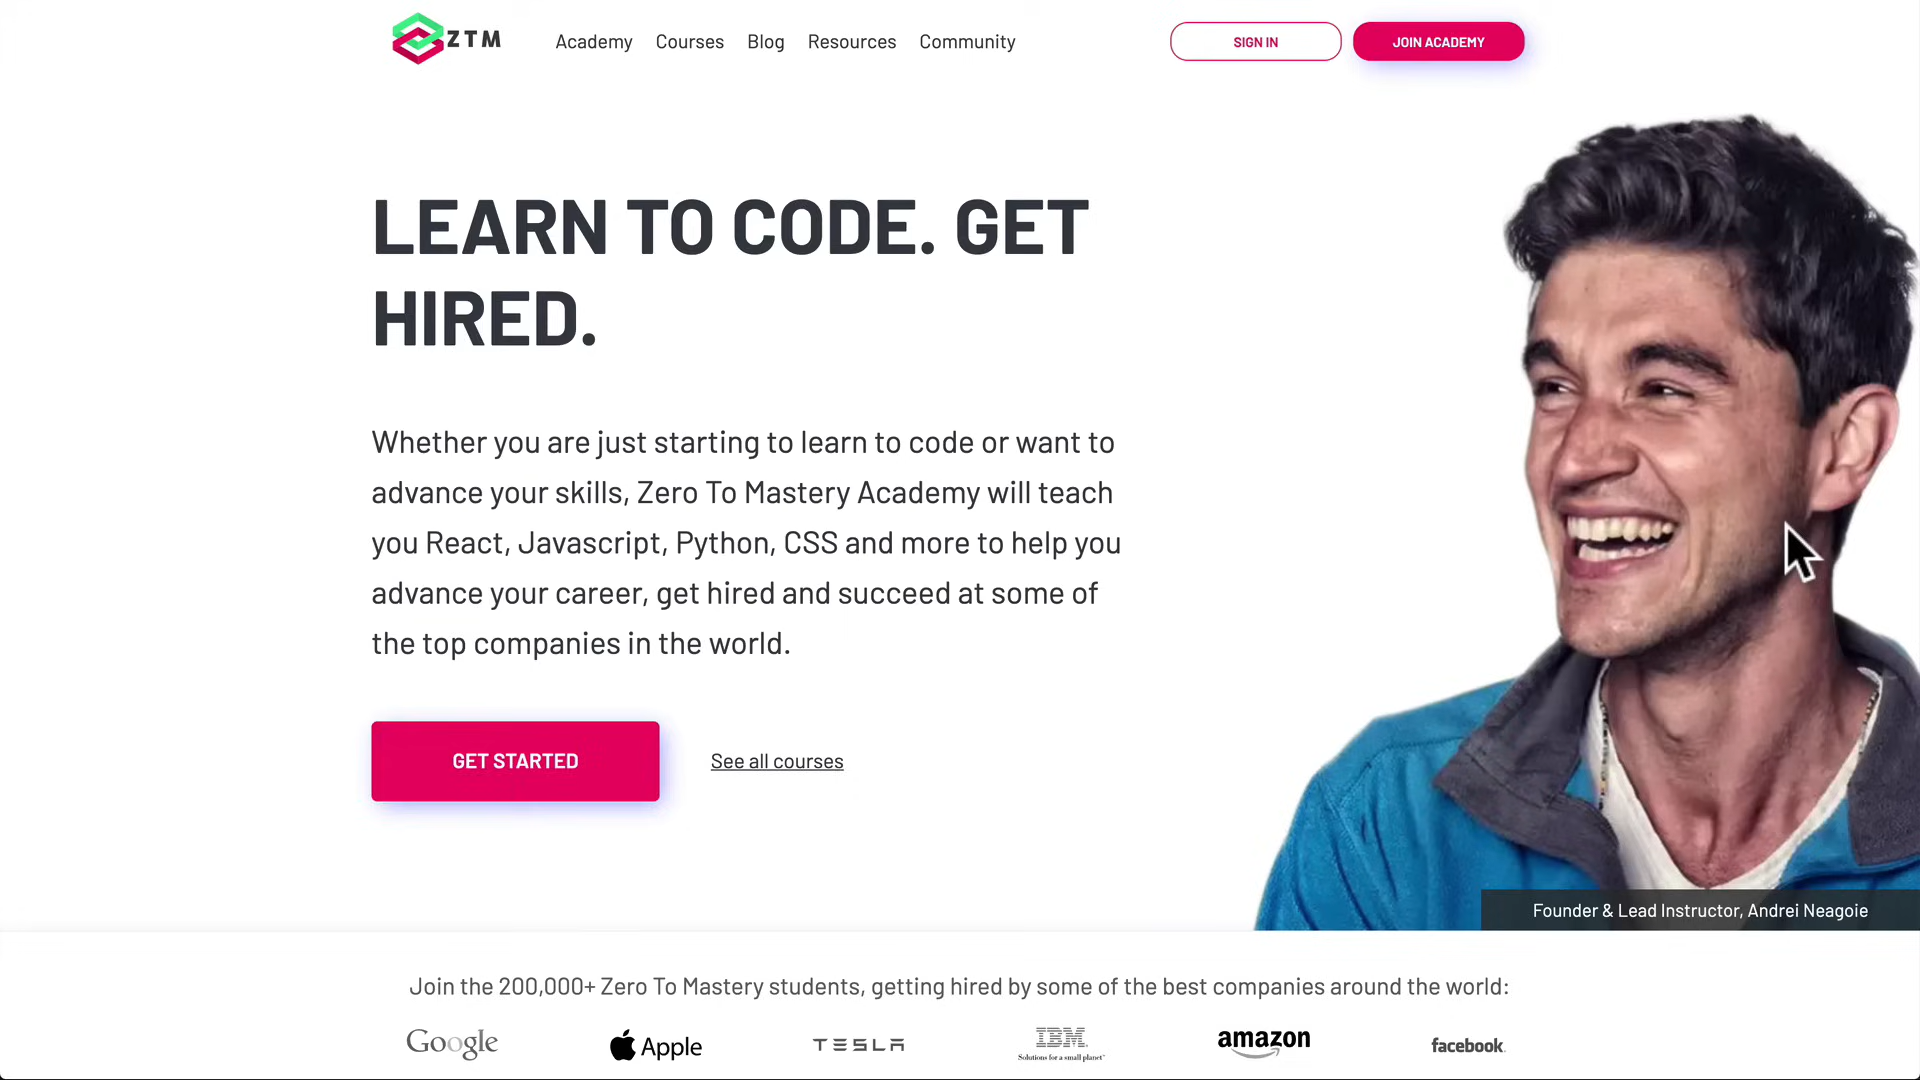 ZTM
Academy
Courses
Blog
Resources
Community
SIGN IN
JOIN ACADEMY
LEARN TO CODE. GET
HIRED.
Whether you are just starting to learn to code or want to
advance your skills, Zero To Mastery Academy will teach
you React, Javascript, Python, CSS and more to help you
advance your career, get hired and succeed at some of
the top companies in the world.
GET STARTED
See all courses
Founder & Lead Instructor, Andrei Neagoie
Join the 200,000+ Zero To Mastery students, getting hired by some of the best companies around the world:
Google
Apple
TESLA
IBM
Solutions for a small planet™
amazon
facebook